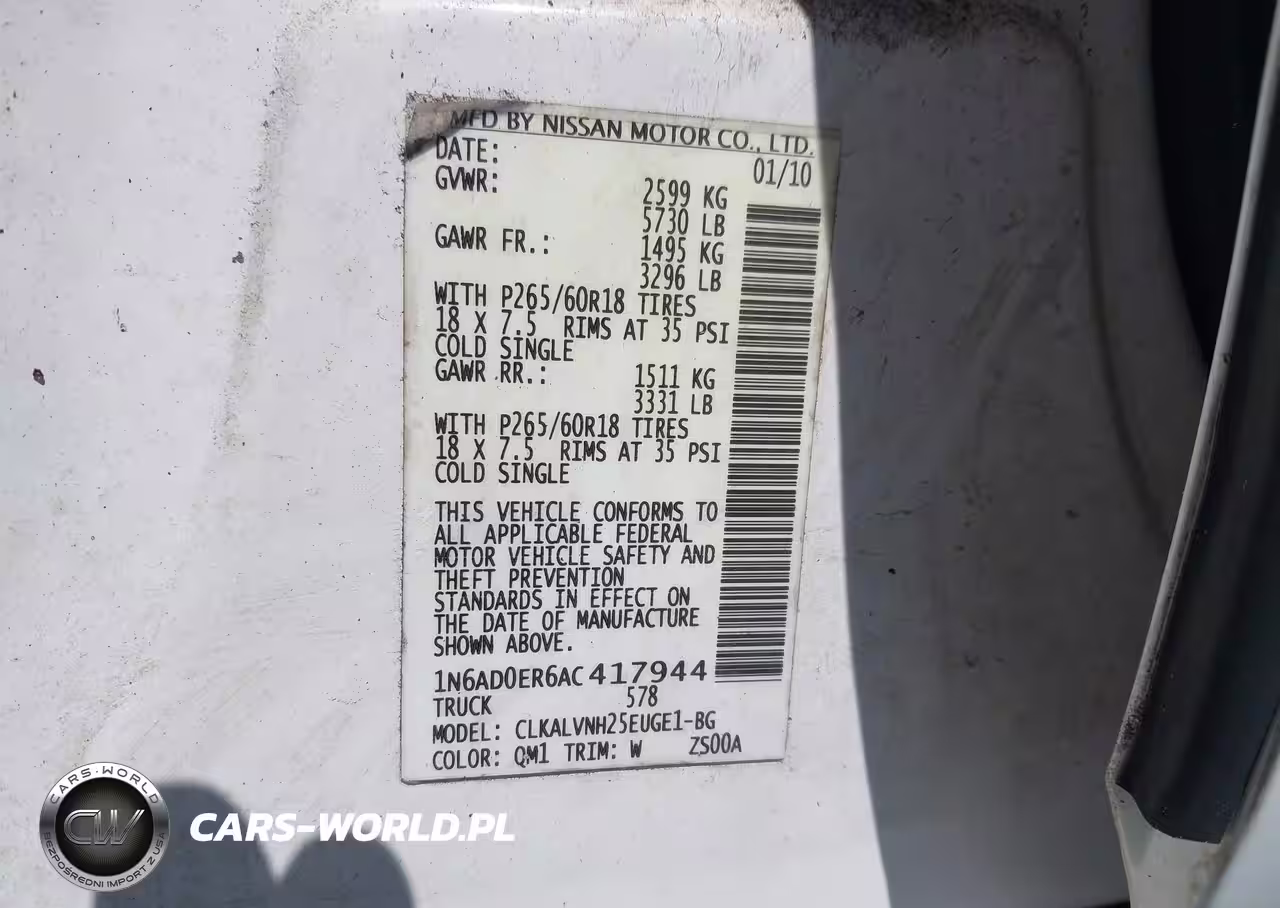 MFD BY NISSAN MOTOR CO., LTD.
DATE: 01/10
GVWR: 2599 KG
5730 LB
GAWR FR.: 1495 KG
3296 LB
WITH P265/60R18 TIRES
18 X 7.5 RIMS AT 35 PSI
COLD SINGLE
GAWR RR.: 1511 KG
3331 LB
WITH P265/60R18 TIRES
18 X 7.5 RIMS AT 35 PSI
COLD SINGLE
THIS VEHICLE CONFORMS TO
ALL APPLICABLE FEDERAL
MOTOR VEHICLE SAFETY AND
THEFT PREVENTION
STANDARDS IN EFFECT ON
THE DATE OF MANUFACTURE
SHOWN ABOVE.
1N6AD0ER6AC417944
TRUCK 578
MODEL: CLKALVNH25EUGE1-BG
COLOR: QM1 TRIM: W ZS00A
CARS-WORLD
CW
BEZPOŚREDNI IMPORT Z USA
CARS-WORLD.PL